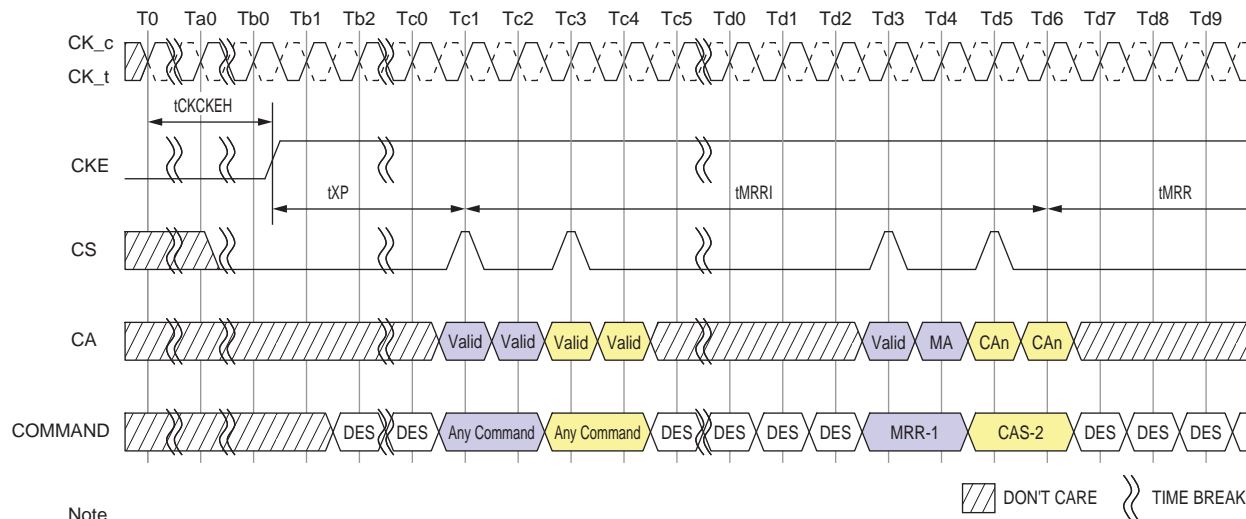 T0 Ta0 Tb0 Tb1 Tb2 Tc0 Tc1 Tc2 Tc3 Tc4 Tc5 Td0 Td1 Td2 Td3 Td4 Td5 Td6 Td7 Td8 Td9
CK_c
CK_t
tCKCKEH
CKE
tXP tMRRI tMRR
CS
CA Valid Valid Valid Valid Valid MA CAn CAn
COMMAND DES DES Any Command Any Command DES DES DES DES MRR-1 CAS-2 DES DES DES
DON'T CARE TIME BREAK
Note